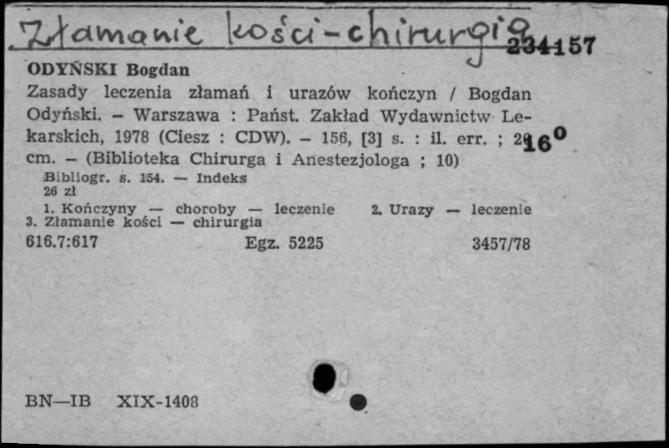 Złamanie kości-chirurgia
234157
ODYŃSKI Bogdan
Zasady leczenia złamań i urazów kończyn / Bogdan
Odyński. — Warszawa : Państ. Zakład Wydawnictw Le-
karskich, 1978 (Ciesz : CDW). — 156, [3] s. : il. err. ;
16⁰
cm. — (Biblioteka Chirurga i Anestezjologa ; 10)
Bibliogr. s. 154. — Indeks
26 zł
1. Kończyny — choroby — leczenie 2. Urazy — leczenie
3. Złamanie kości — chirurgia
616.7:617 Egz. 5225 3457/78
BN—IB XIX-1408